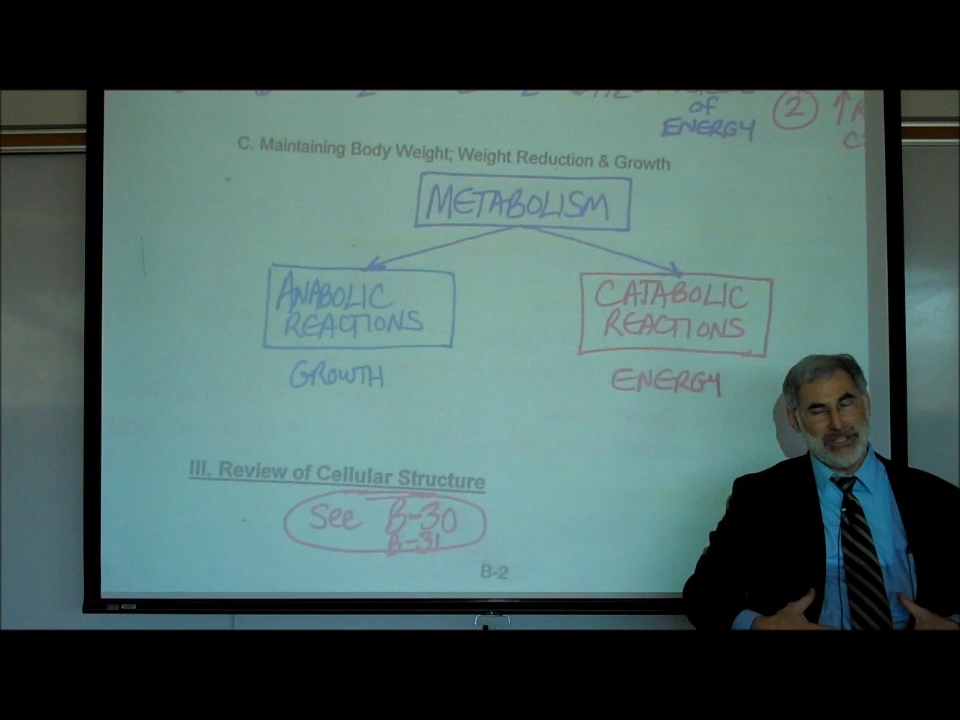 of
ENERGY
2
C. Maintaining Body Weight; Weight Reduction & Growth
METABOLISM
ANABOLIC
REACTIONS
CATABOLIC
REACTIONS
GROWTH
ENERGY
III. Review of Cellular Structure
See B-30
B-31
B-2